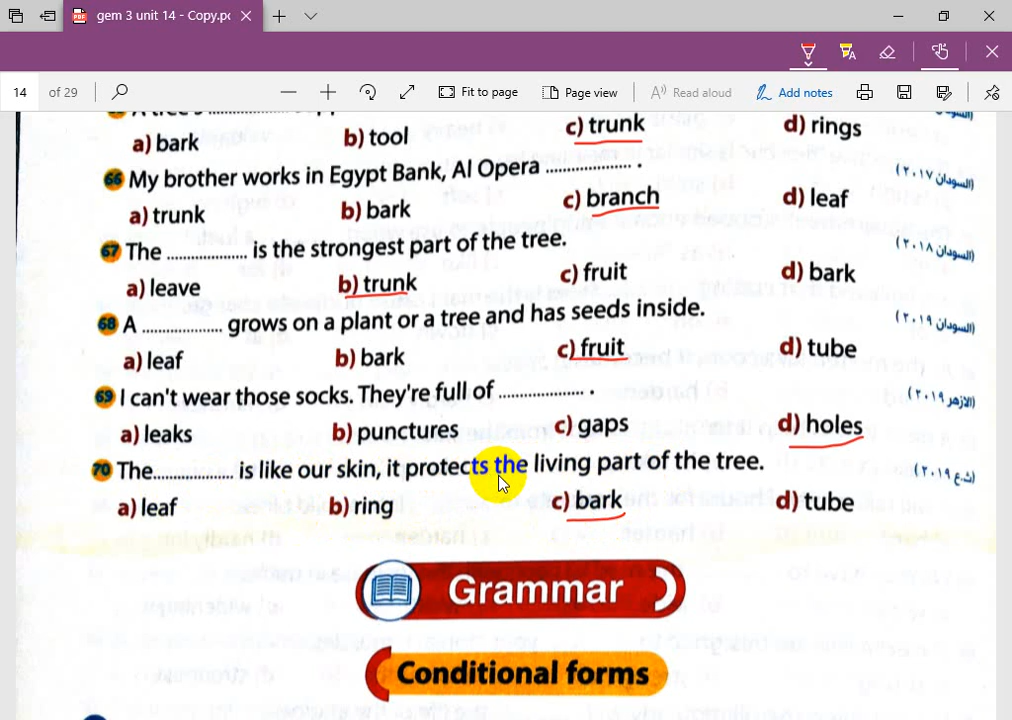 gem 3 unit 14 - Copy.pc
14 of 29 Fit to page Page view Read aloud Add notes
a) bark b) tool c) trunk d) rings
66 My brother works in Egypt Bank, Al Opera .................. . (السودان ٢٠١٧)
a) trunk b) bark c) branch d) leaf
67 The .................. is the strongest part of the tree. (السودان ٢٠١٨)
a) leave b) trunk c) fruit d) bark
68 A .................. grows on a plant or a tree and has seeds inside. (السودان ٢٠١٩)
a) leaf b) bark c) fruit d) tube
69 I can't wear those socks. They're full of ..................... (الازهر ٢٠١٩)
a) leaks b) punctures c) gaps d) holes
70 The.................. is like our skin, it protects the living part of the tree. (ث.ع ٢٠١٩)
a) leaf b) ring c) bark d) tube
Grammar
Conditional forms